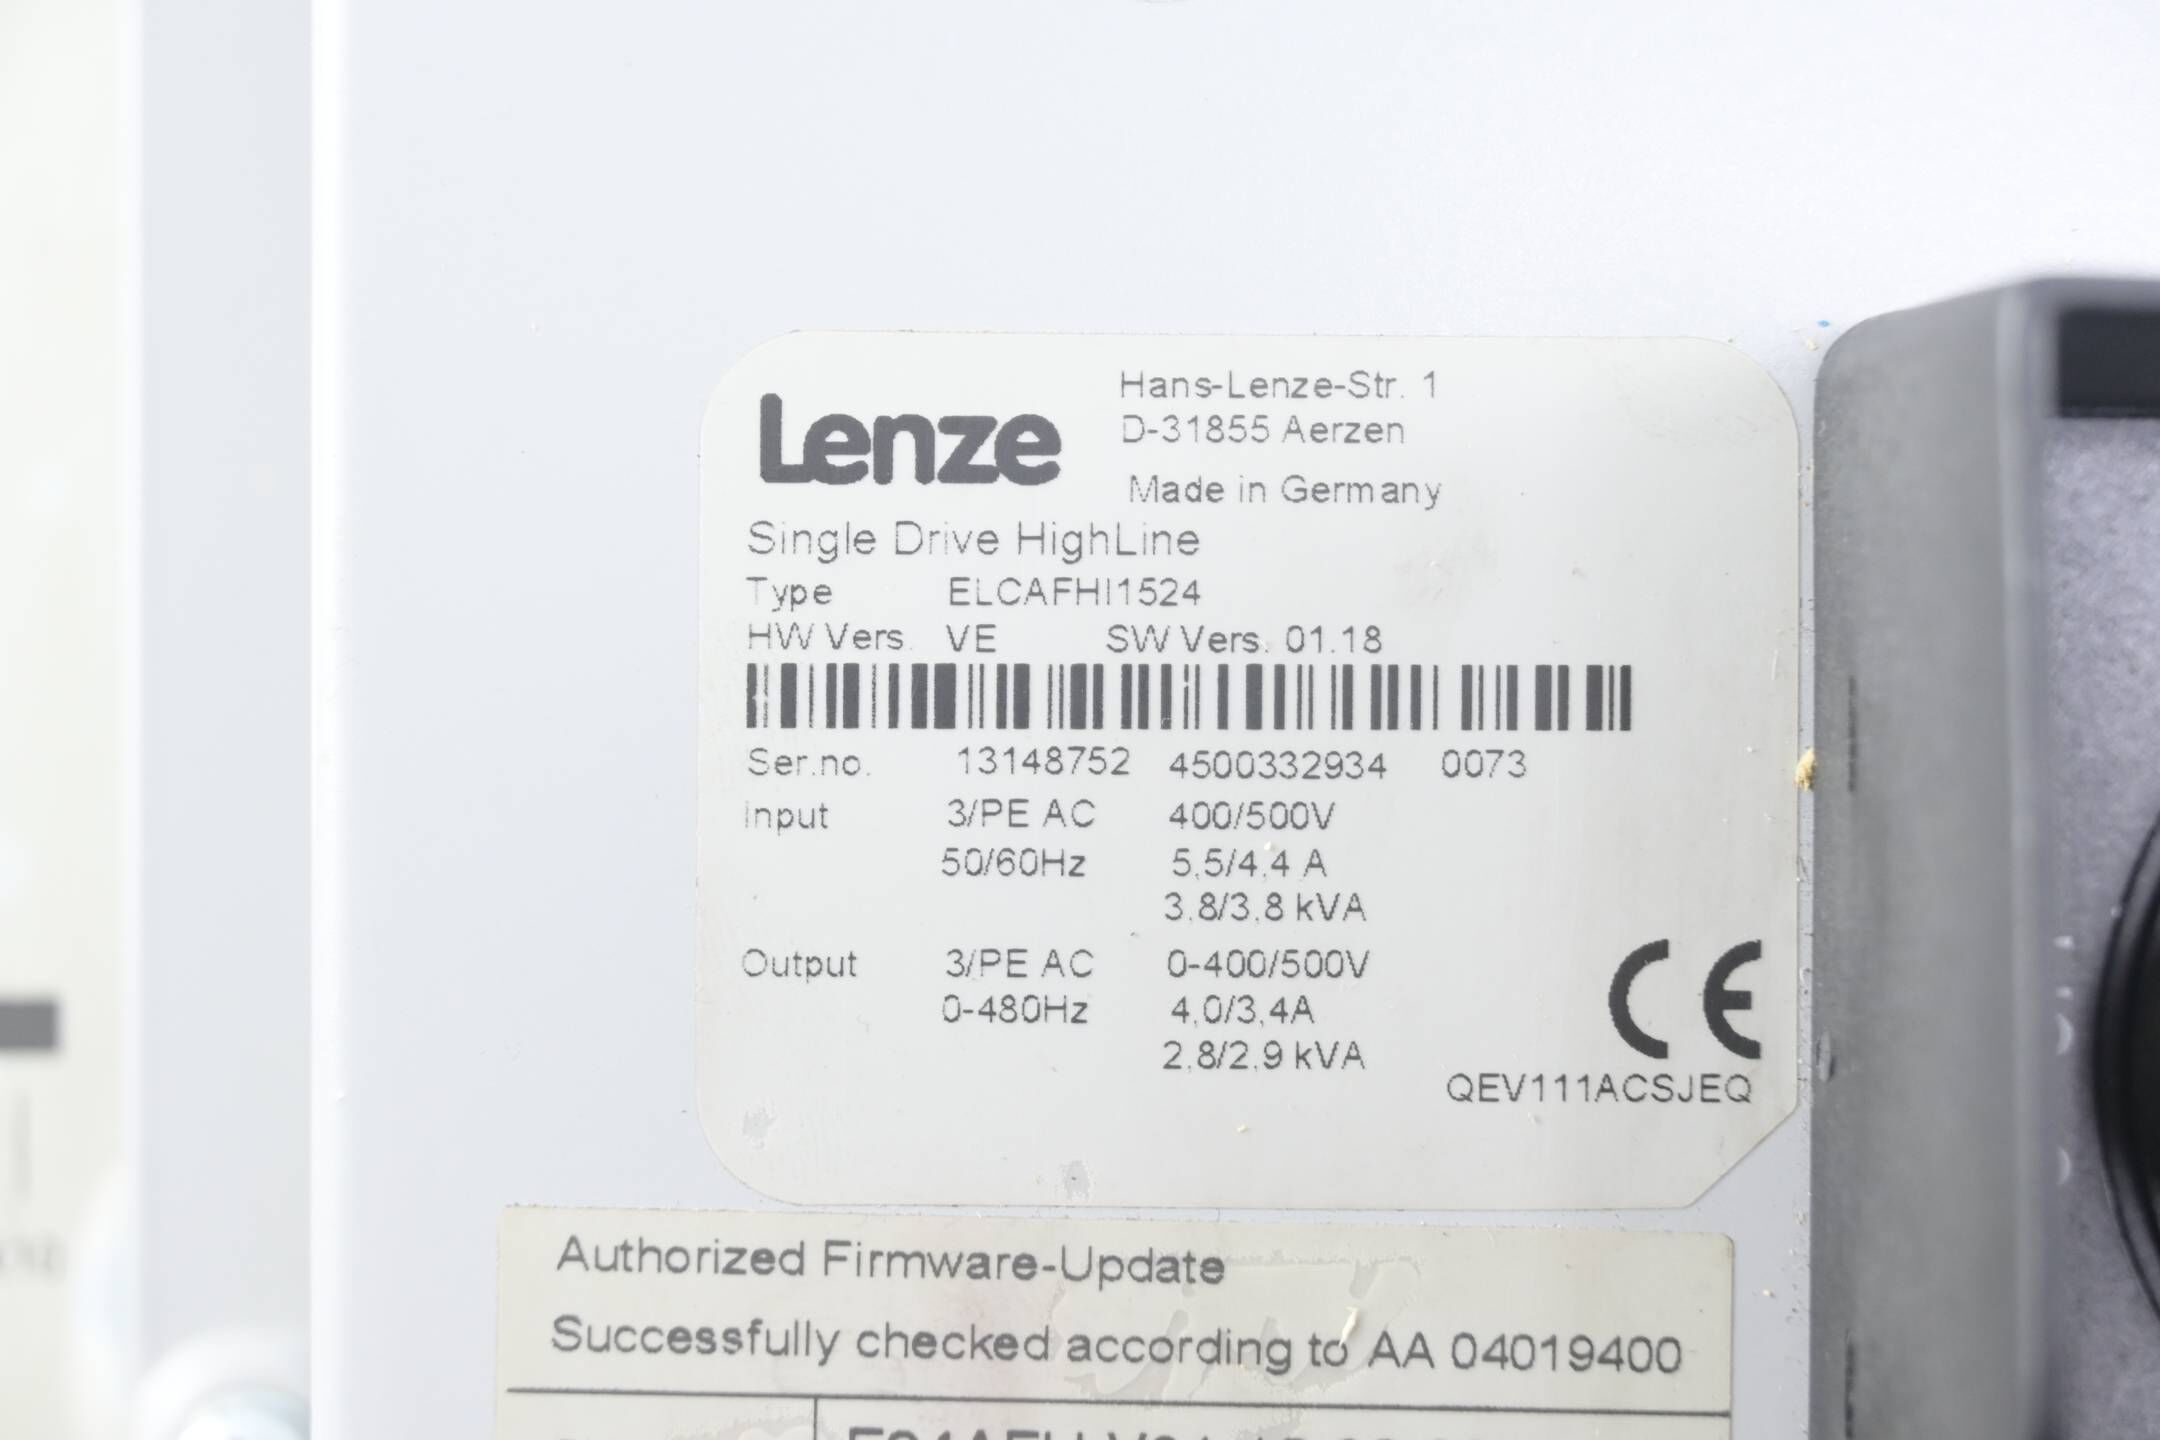 Lenze
Hans-Lenze-Str. 1
D-31855 Aerzen
Made in Germany
Single Drive HighLine
Type ELCAFHI1524
HW Vers. VE SW Vers. 01.18
Ser.no. 13148752 4500332934 0073
Input 3/PE AC 400/500V
50/60Hz 5,5/4,4 A
3,8/3,8 kVA
Output 3/PE AC 0-400/500V
0-480Hz 4,0/3,4A
2,8/2,9 kVA
CE
QEV111ACSJEQ
Authorized Firmware-Update
Successfully checked according to AA 04019400